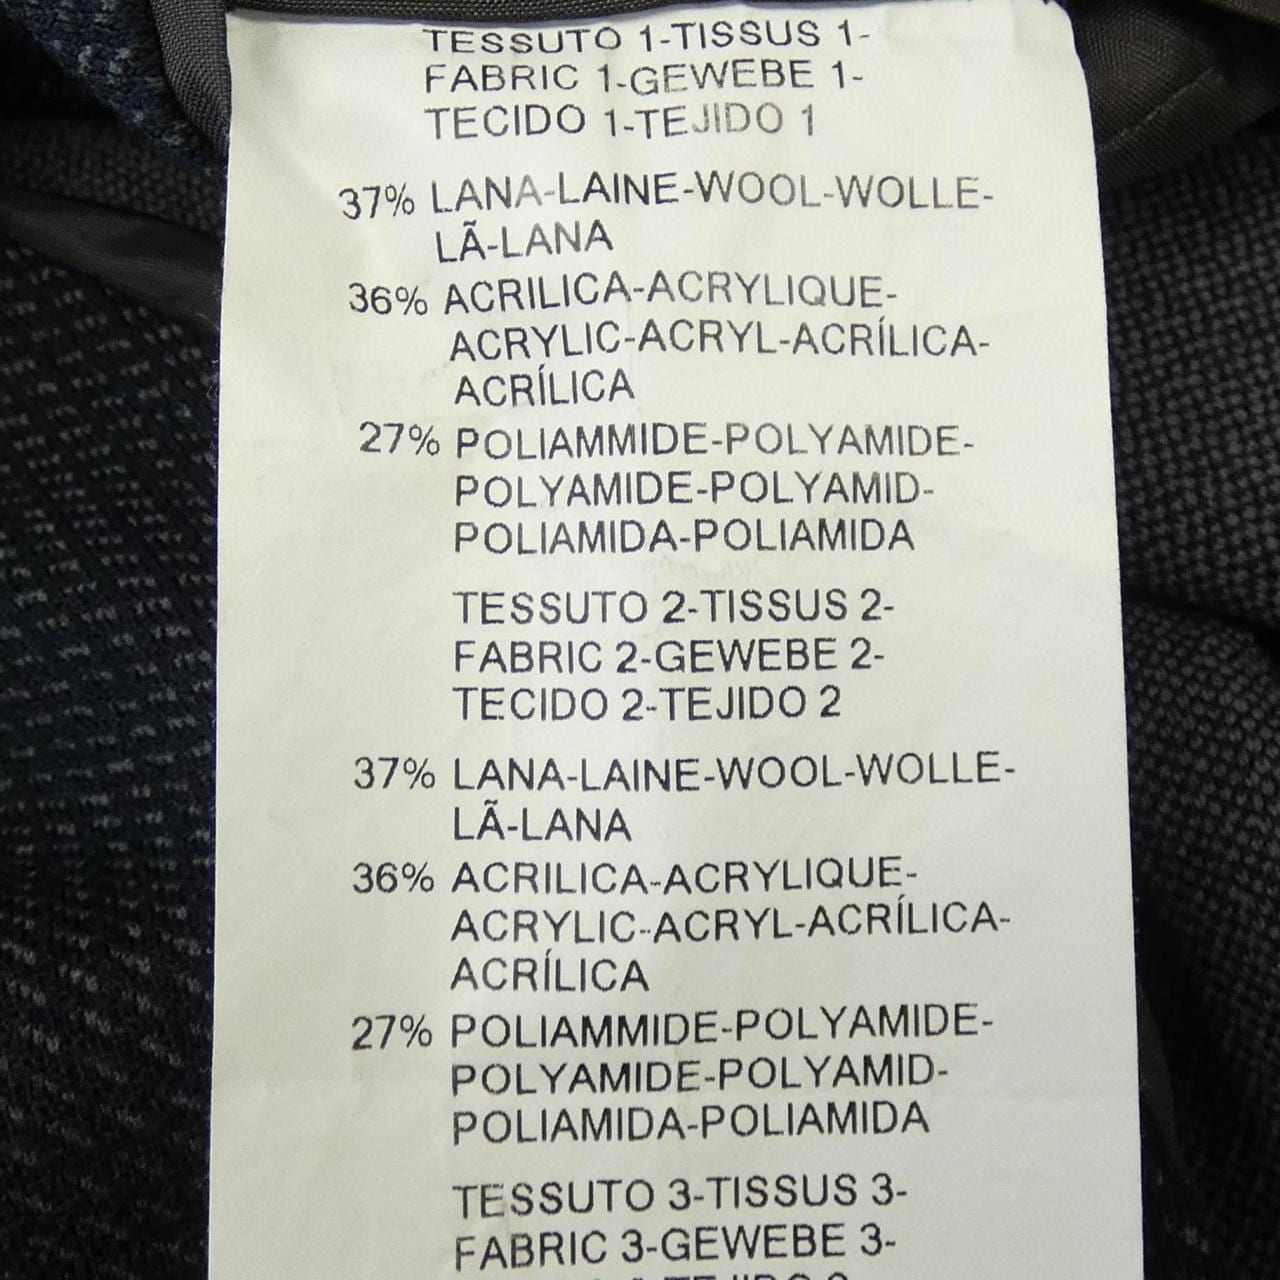 TESSUTO 1-TISSUS 1-
FABRIC 1-GEWEBE 1-
TECIDO 1-TEJIDO 1
37% LANA-LAINE-WOOL-WOLLE-
LÃ-LANA
36% ACRILICA-ACRYLIQUE-
ACRYLIC-ACRYL-ACRÍLICA-
ACRÍLICA
27% POLIAMMIDE-POLYAMIDE-
POLYAMIDE-POLYAMID-
POLIAMIDA-POLIAMIDA
TESSUTO 2-TISSUS 2-
FABRIC 2-GEWEBE 2-
TECIDO 2-TEJIDO 2
37% LANA-LAINE-WOOL-WOLLE-
LÃ-LANA
36% ACRILICA-ACRYLIQUE-
ACRYLIC-ACRYL-ACRÍLICA-
ACRÍLICA
27% POLIAMMIDE-POLYAMIDE-
POLYAMIDE-POLYAMID-
POLIAMIDA-POLIAMIDA
TESSUTO 3-TISSUS 3-
FABRIC 3-GEWEBE 3-